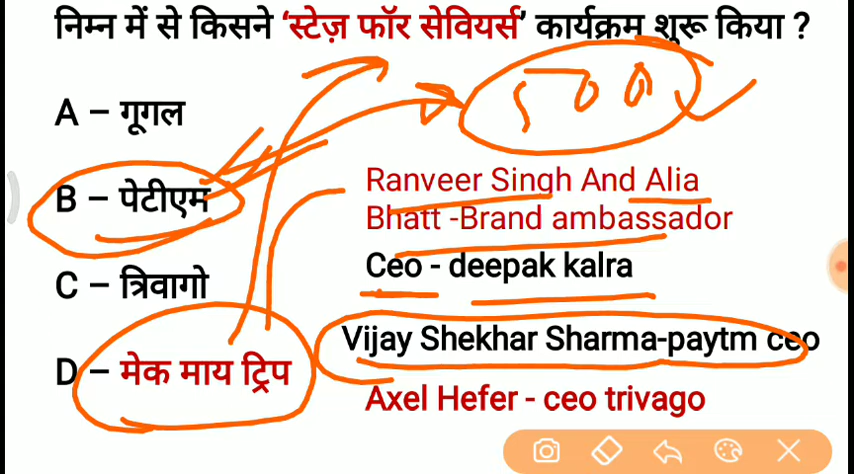 निम्न में से किसने ‘स्टेज़ फॉर सेवियर्स’ कार्यक्रम शुरू किया ?
A – गूगल
B – पेटीएम
Ranveer Singh And Alia
Bhatt -Brand ambassador
Ceo - deepak kalra
C – त्रिवागो
Vijay Shekhar Sharma-paytm ceo
D – मेक माय ट्रिप
Axel Hefer - ceo trivago